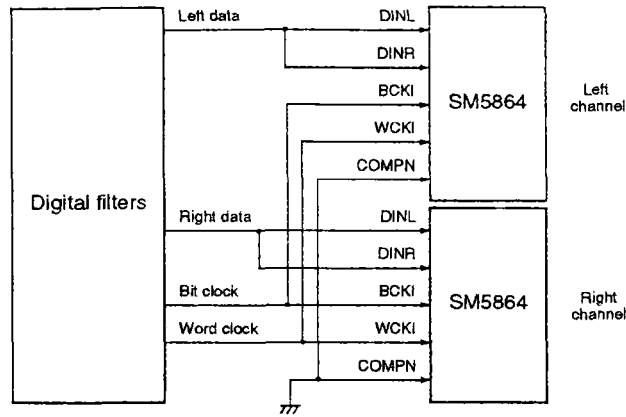 Left data
DINL
DINR
BCKI
WCKI
COMPN
SM5864
Left
channel
Digital filters
Right data
Bit clock
Word clock
DINL
DINR
BCKI
WCKI
COMPN
SM5864
Right
channel